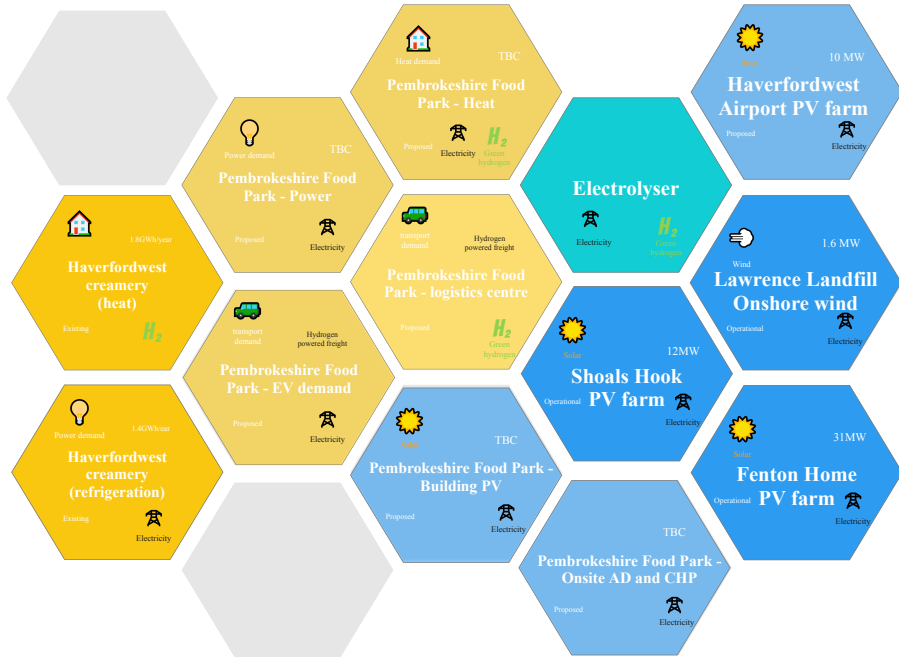 Heat demand
TBC
Pembrokeshire Food
Park - Heat
Proposed
Electricity
H2
Green
hydrogen
Solar
10 MW
Haverfordwest
Airport PV farm
Proposed
Electricity
Power demand
TBC
Pembrokeshire Food
Park - Power
Proposed
Electricity
Electrolyser
Electricity
H2
Green
hydrogen
1.8GWh/year
Haverfordwest
creamery
(heat)
Existing
H2
transport
demand
Hydrogen
powered freight
Pembrokeshire Food
Park - logistics centre
Proposed
H2
Green
hydrogen
Wind
1.6 MW
Lawrence Landfill
Onshore wind
Operational
Electricity
transport
demand
Hydrogen
powered freight
Pembrokeshire Food
Park - EV demand
Proposed
Electricity
Solar
12MW
Shoals Hook
PV farm
Operational
Electricity
Power demand
Haverfordwest
creamery
(refrigeration)
Existing
Electricity
Solar
TBC
Pembrokeshire Food Park -
Building PV
Proposed
Electricity
Solar
31MW
Fenton Home
PV farm
Operational
Electricity
TBC
Pembrokeshire Food Park -
Onsite AD and CHP
Proposed
Electricity